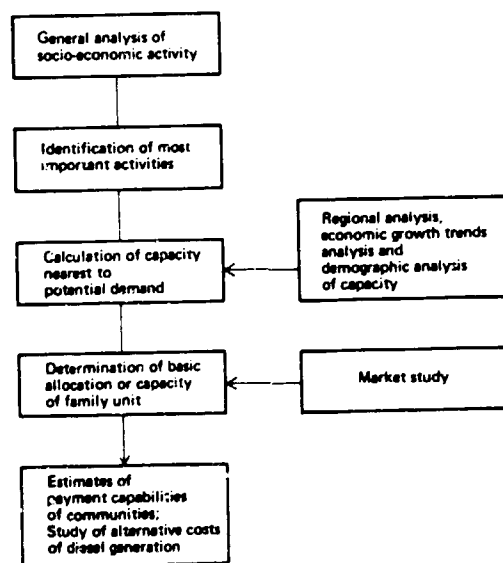 General analysis of
socio-economic activity
Identification of most
important activities
Calculation of capacity
nearest to
potential demand
Regional analysis,
economic growth trends
analysis and
demographic analysis
of capacity
Determination of basic
allocation or capacity
of family unit
Market study
Estimates of
payment capabilities
of communities;
Study of alternative costs
of diesel generation